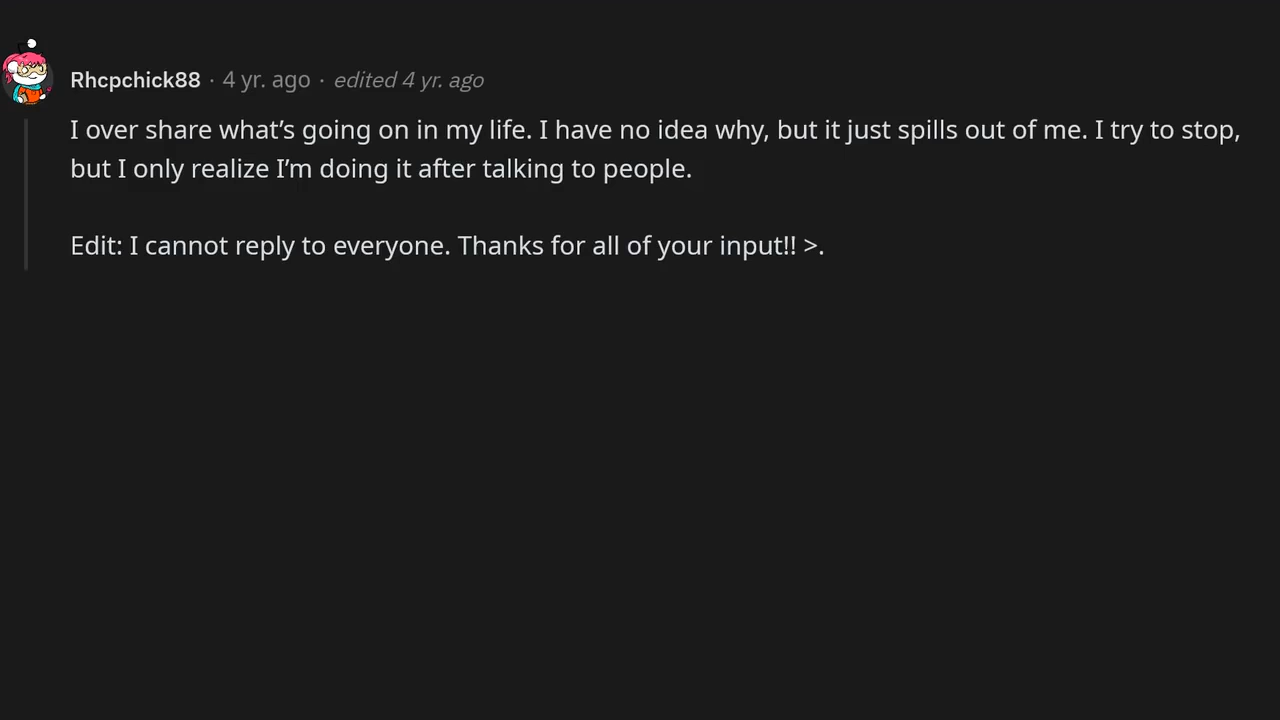 Rhcpchick88 · 4 yr. ago · edited 4 yr. ago
I over share what’s going on in my life. I have no idea why, but it just spills out of me. I try to stop,
but I only realize I’m doing it after talking to people.
Edit: I cannot reply to everyone. Thanks for all of your input!! >.